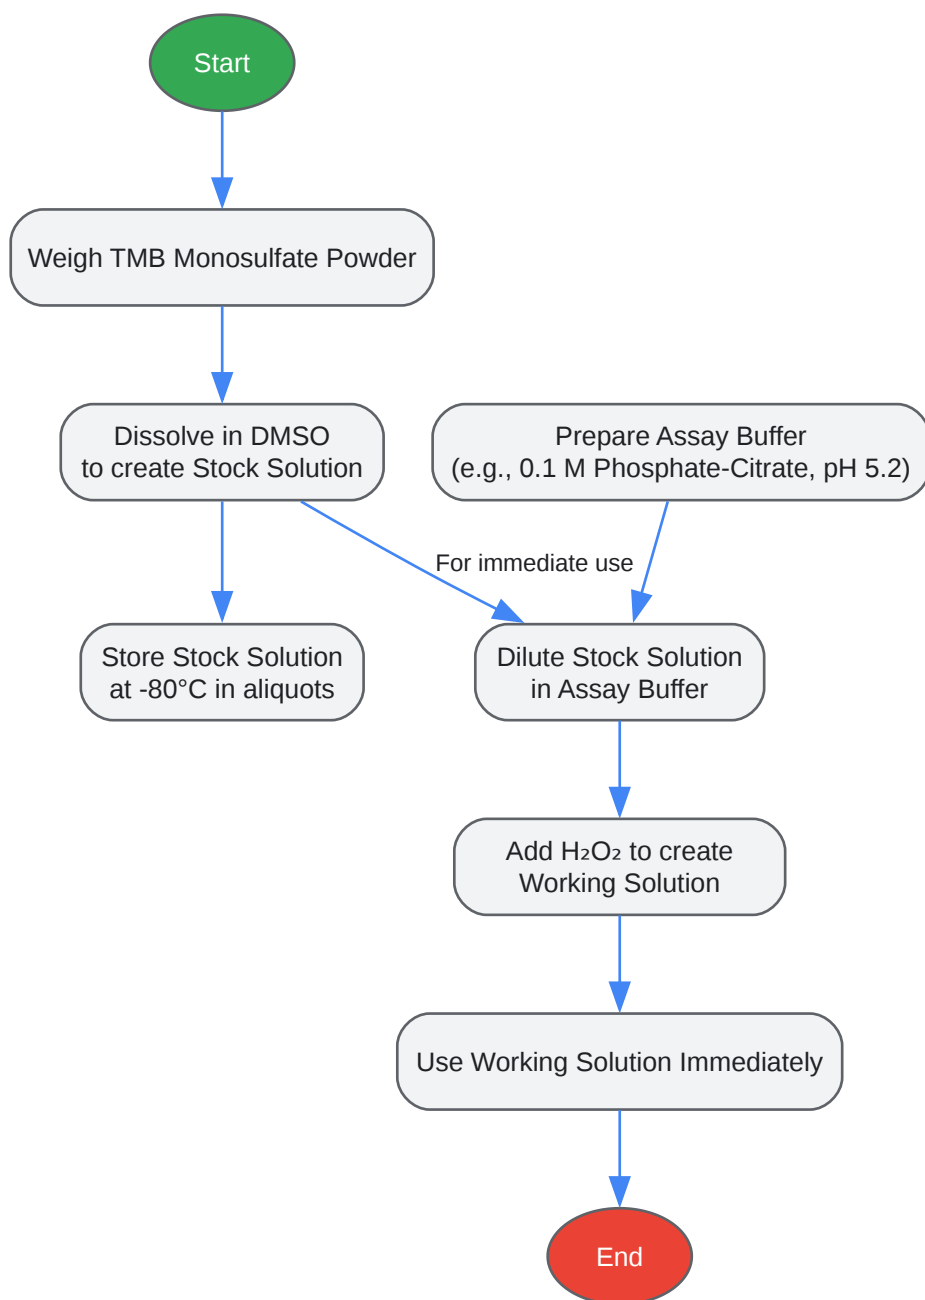 Start
Weigh TMB Monosulfate Powder
Dissolve in DMSO
to create Stock Solution
Prepare Assay Buffer
(e.g., 0.1 M Phosphate-Citrate, pH 5.2)
For immediate use
Store Stock Solution
at -80°C in aliquots
Dilute Stock Solution
in Assay Buffer
Add H₂O₂ to create
Working Solution
Use Working Solution Immediately
End